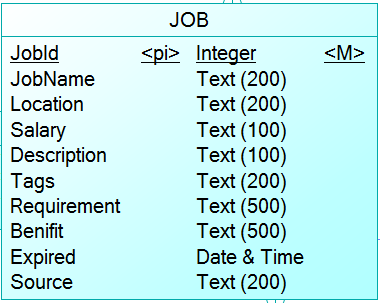 JOB
JobId <pi> Integer <M>
JobName Text (200)
Location Text (200)
Salary Text (100)
Description Text (100)
Tags Text (200)
Requirement Text (500)
Benifit Text (500)
Expired Date & Time
Source Text (200)